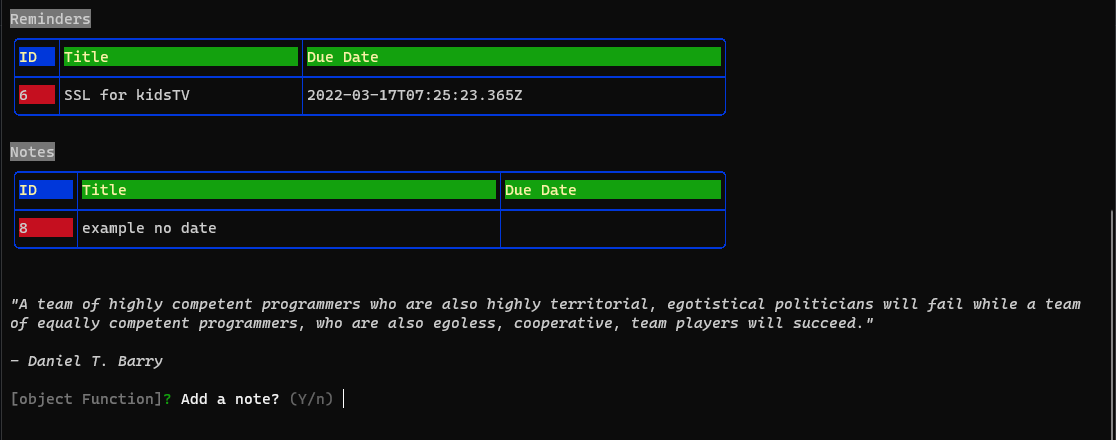 Reminders
ID Title Due Date
6 SSL for kidsTV 2022-03-17T07:25:23.365Z
Notes
ID Title Due Date
8 example no date
"A team of highly competent programmers who are also highly territorial, egotistical politicians will fail while a team
of equally competent programmers, who are also egoless, cooperative, team players will succeed."
— Daniel T. Barry
[object Function]? Add a note? (Y/n)